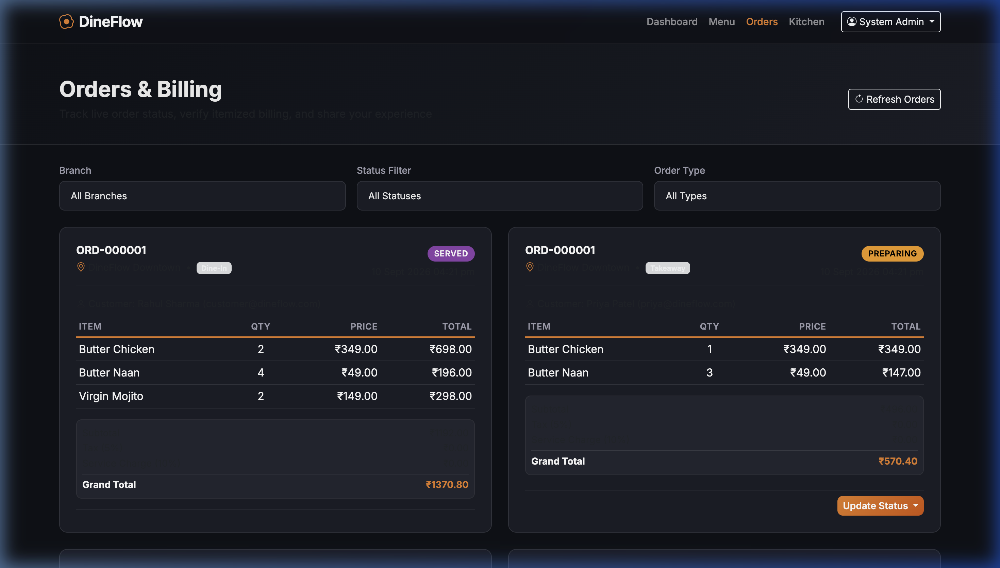 DineFlow
Dashboard Menu Orders Kitchen System Admin
Orders & Billing
Track live order status, verify itemized billing, and share your experience
Refresh Orders
Branch Status Filter Order Type
All Branches All Statuses All Types
ORD-000001 SERVED
DineFlow Downtown • Dine-In 10 Sept 2026 04:21 pm
Customer: Rahul Sharma (customer@dineflow.com)
ITEM QTY PRICE TOTAL
Butter Chicken 2 ₹349.00 ₹698.00
Butter Naan 4 ₹49.00 ₹196.00
Virgin Mojito 2 ₹149.00 ₹298.00
Grand Total ₹1370.80
ORD-000001 PREPARING
DineFlow Downtown • Takeaway 10 Sept 2026 04:21 pm
Customer: Priya Patel (priya@dineflow.com)
ITEM QTY PRICE TOTAL
Butter Chicken 1 ₹349.00 ₹349.00
Butter Naan 3 ₹49.00 ₹147.00
Grand Total ₹570.40
Update Status